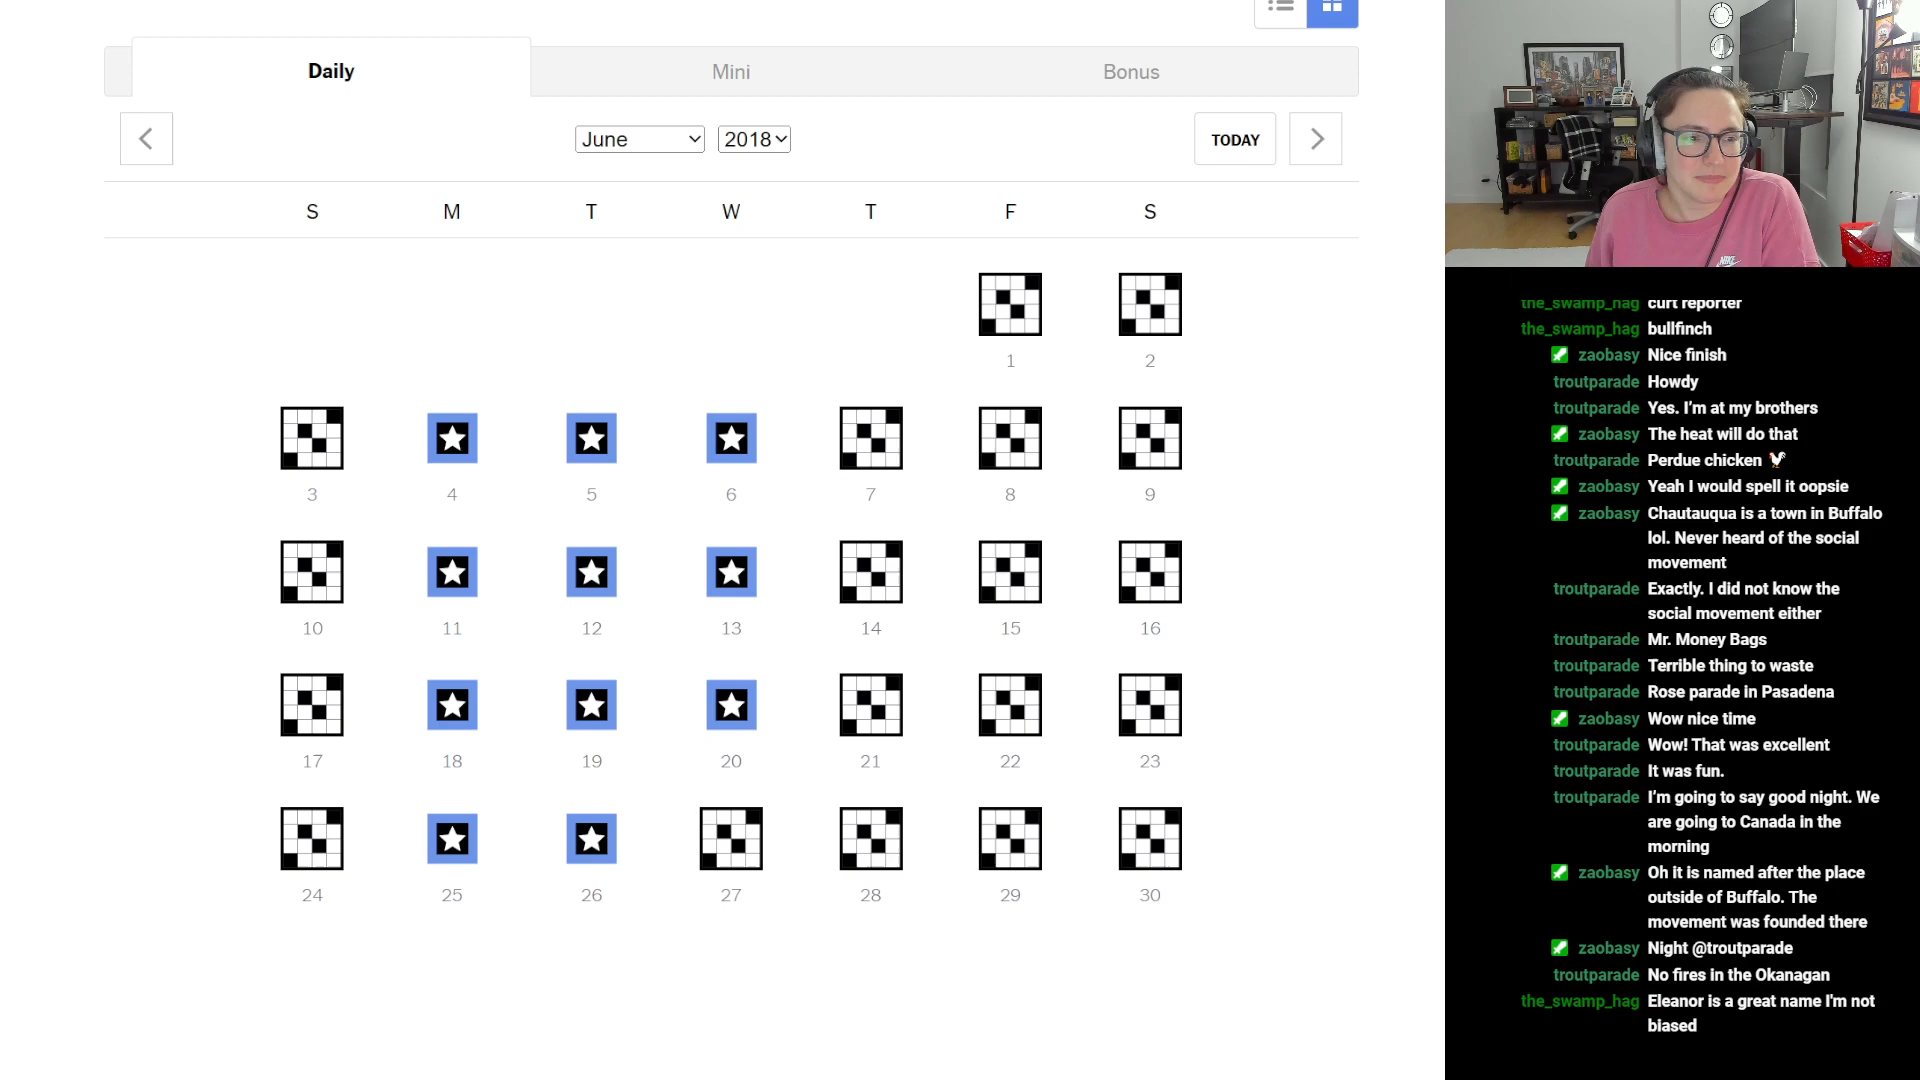 Daily
Mini
Bonus
June
2018
TODAY
S M T W T F S
1 2
3 4 5 6 7 8 9
10 11 12 13 14 15 16
17 18 19 20 21 22 23
24 25 26 27 28 29 30
NIKE
the_swamp_hag curt reporter
the_swamp_hag bullfinch
zaobasy Nice finish
troutparade Howdy
troutparade Yes. I’m at my brothers
zaobasy The heat will do that
troutparade Perdue chicken 🐓
zaobasy Yeah I would spell it oopsie
zaobasy Chautauqua is a town in Buffalo
lol. Never heard of the social
movement
troutparade Exactly. I did not know the
social movement either
troutparade Mr. Money Bags
troutparade Terrible thing to waste
troutparade Rose parade in Pasadena
zaobasy Wow nice time
troutparade Wow! That was excellent
troutparade It was fun.
troutparade I’m going to say good night. We
are going to Canada in the
morning
zaobasy Oh it is named after the place
outside of Buffalo. The
movement was founded there
zaobasy Night @troutparade
troutparade No fires in the Okanagan
the_swamp_hag Eleanor is a great name I'm not
biased